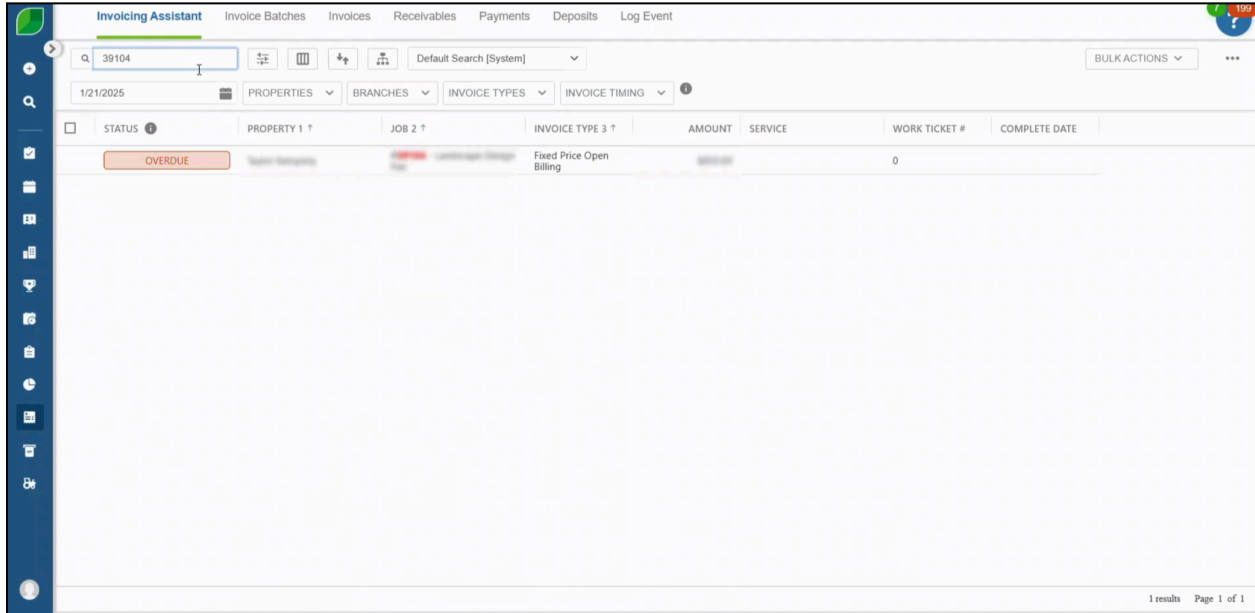 Invoicing Assistant Invoice Batches Invoices Receivables Payments Deposits Log Event 7 199
?
39104 Default Search [System] BULK ACTIONS
1/21/2025 PROPERTIES BRANCHES INVOICE TYPES INVOICE TIMING
STATUS PROPERTY 1 ↑ JOB 2 ↑ INVOICE TYPE 3 ↑ AMOUNT SERVICE WORK TICKET # COMPLETE DATE
OVERDUE Landscape Design Fixed Price Open 0
Billing
1 results Page 1 of 1